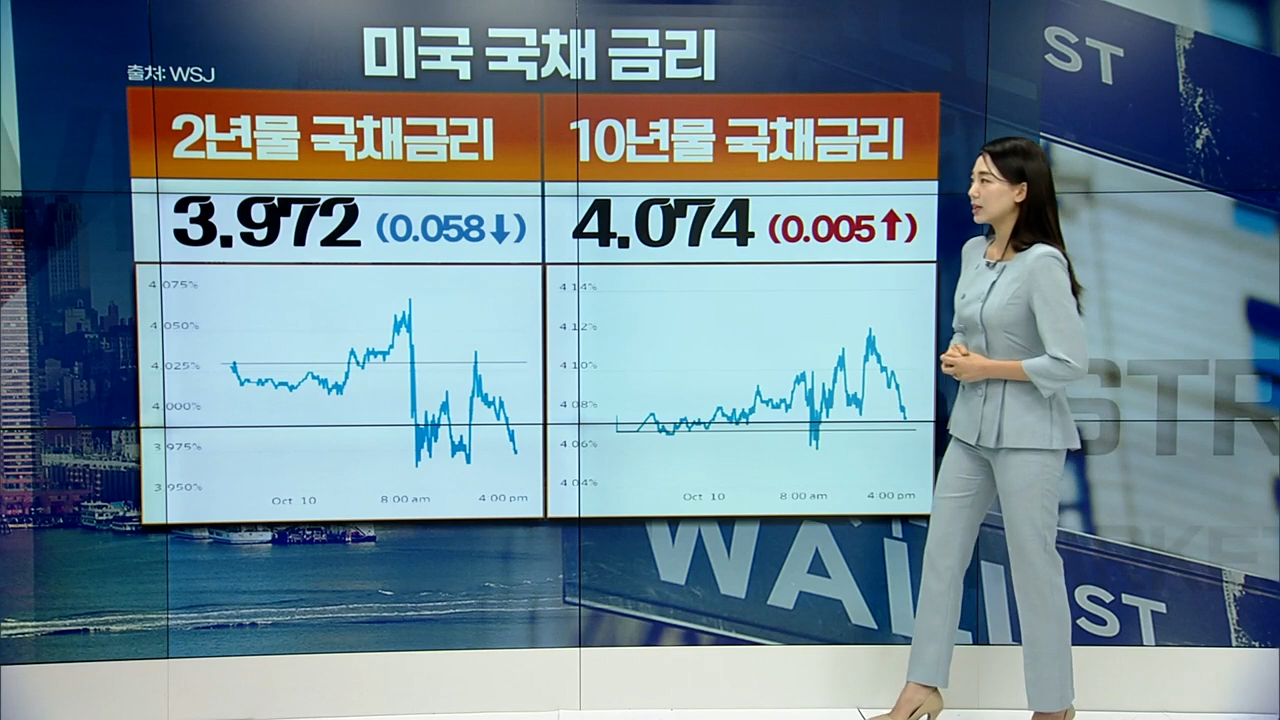 미국 국채 금리
출처: WSJ
2년물 국채금리
10년물 국채금리
3.972 (0.058↓)
4.074 (0.005↑)
4.075%
4.050%
4.025%
4.000%
3.975%
3.950%
Oct 10
8:00 am
4:00 pm
4.14%
4.12%
4.10%
4.08%
4.06%
4.04%
Oct 10
8:00 am
4:00 pm
ST
STR
WALL ST